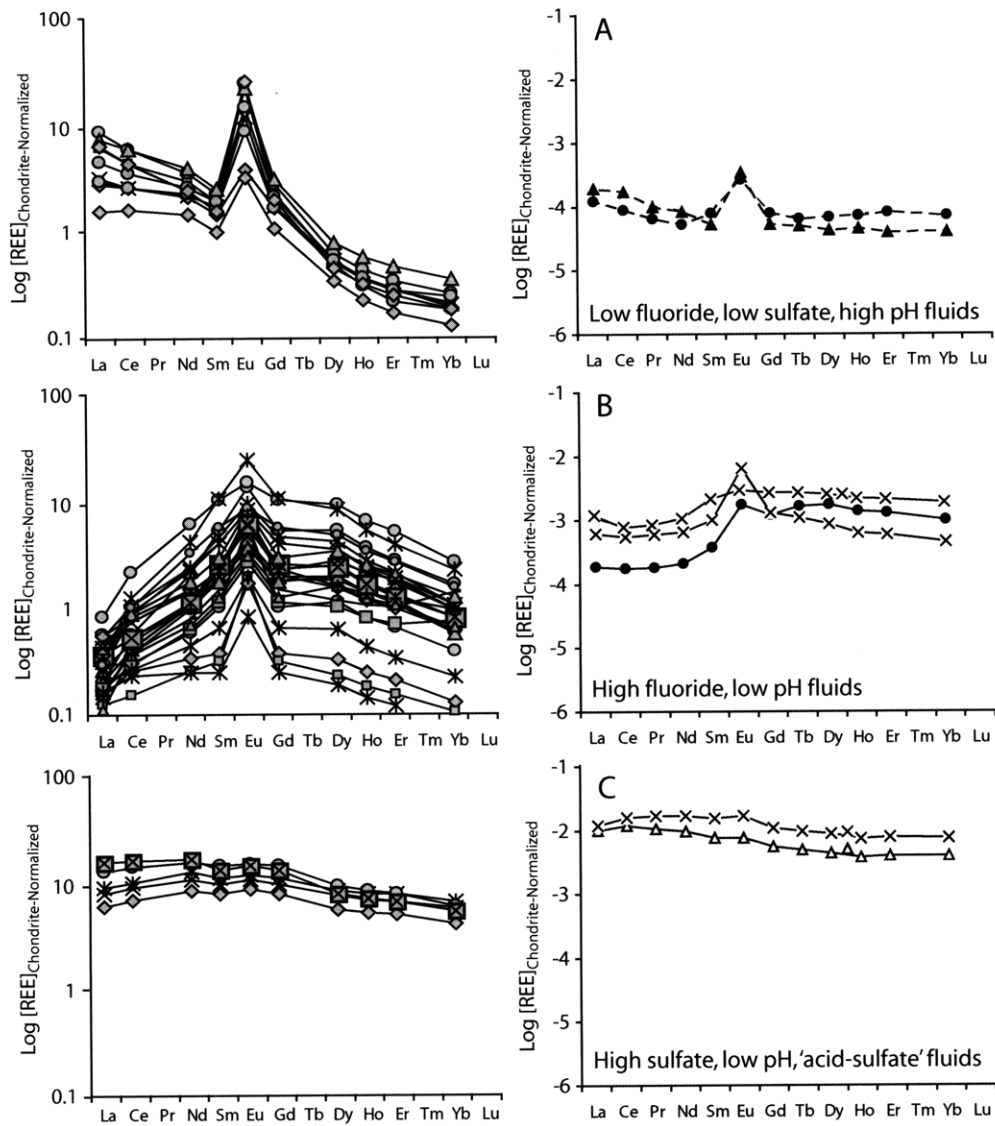 100
10
1
0.1
Log [REE]Chondrite-Normalized
La Ce Pr Nd Sm Eu Gd Tb Dy Ho Er Tm Yb Lu
A
-1
-2
-3
-4
-5
-6
Log [REE]Chondrite-Normalized
Low fluoride, low sulfate, high pH fluids
La Ce Pr Nd Sm Eu Gd Tb Dy Ho Er Tm Yb Lu
100
10
1
0.1
Log [REE]Chondrite-Normalized
La Ce Pr Nd Sm Eu Gd Tb Dy Ho Er Tm Yb Lu
B
-1
-2
-3
-4
-5
-6
Log [REE]Chondrite-Normalized
High fluoride, low pH fluids
La Ce Pr Nd Sm Eu Gd Tb Dy Ho Er Tm Yb Lu
100
10
1
0.1
Log [REE]Chondrite-Normalized
La Ce Pr Nd Sm Eu Gd Tb Dy Ho Er Tm Yb Lu
C
-1
-2
-3
-4
-5
-6
Log [REE]Chondrite-Normalized
High sulfate, low pH, 'acid-sulfate' fluids
La Ce Pr Nd Sm Eu Gd Tb Dy Ho Er Tm Yb Lu